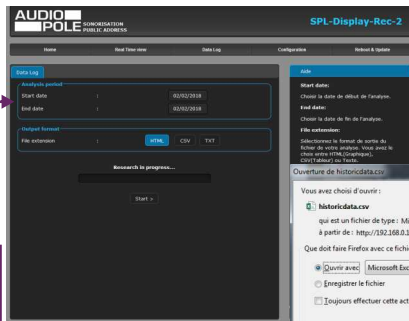 AUDIO
POLE SONORISATION
PUBLIC ADDRESS
SPL-Display-Rec-2
Home Real Time view Data Log Configuration Reboot & Update
Data Log
Analysis period
Start date : 02/02/2018
End date : 02/02/2018
Output format
File extension : HTML CSV TXT
Research in progress...
Start >
Aide
Start date:
Choisir la date de début de l'analyse.
End date:
Choisir la date de fin de l'analyse.
File extension:
Sélectionnez le format de sortie du
fichier de votre analyse. Vous avez le
choix entre HTML(Graphique),
CSV(Tableur) ou Texte.
Ouverture de historicdata.csv
Vous avez choisi d'ouvrir :
historicdata.csv
qui est un fichier de type : Mi
à partir de : http://192.168.0.1
Que doit faire Firefox avec ce fichi
Ouvrir avec Microsoft Exc
Enregistrer le fichier
Toujours effectuer cette act